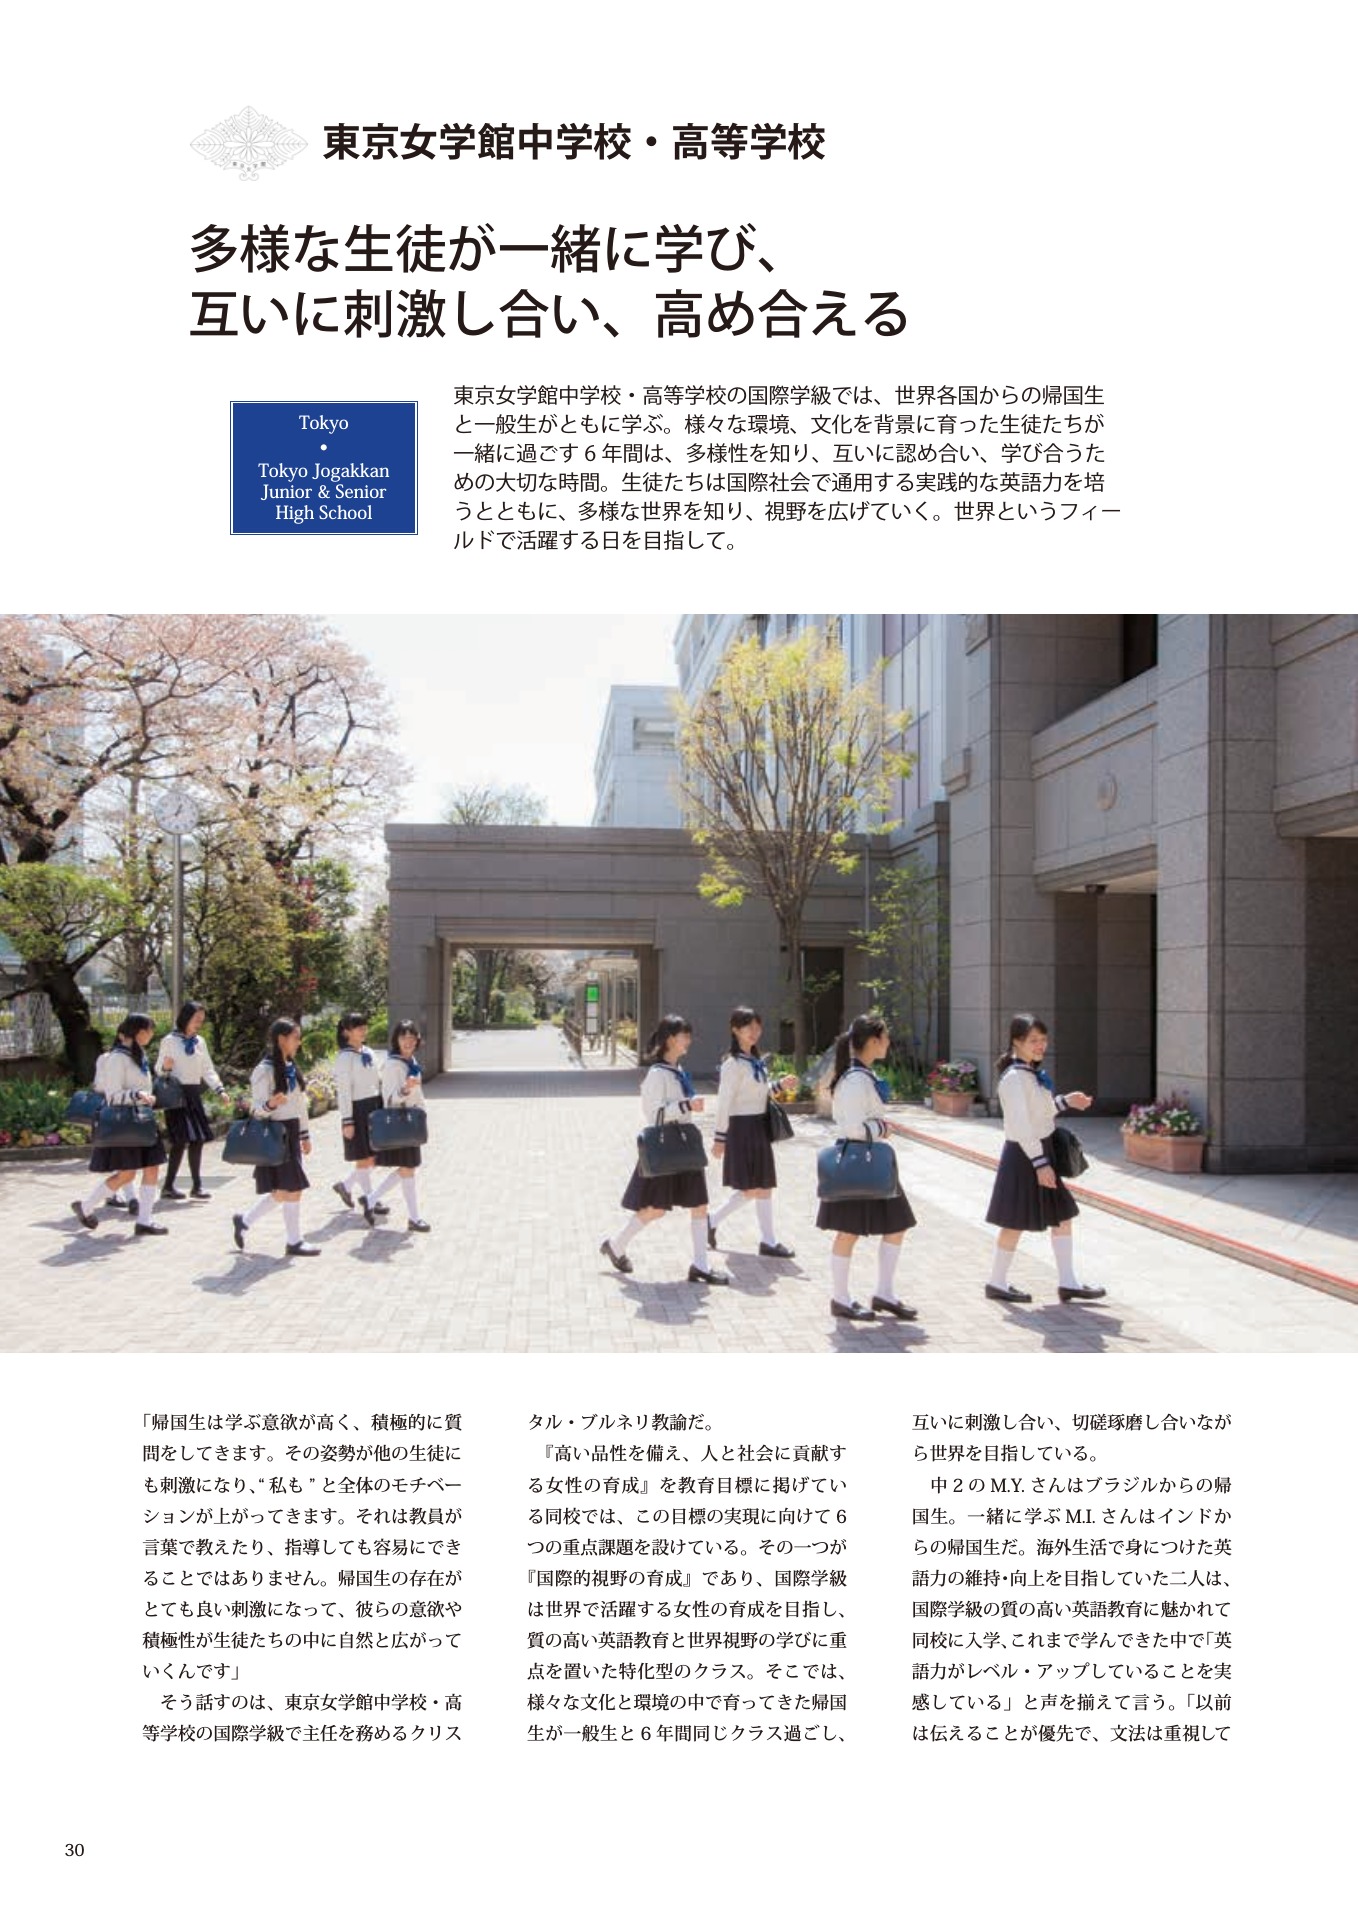 東京女学館中学校・高等学校
多様な生徒が一緒に学び、
互いに刺激し合い、高め合える
Tokyo
•
Tokyo Jogakkan
Junior & Senior
High School
東京女学館中学校・高等学校の国際学級では、世界各国からの帰国生
と一般生がともに学ぶ。様々な環境、文化を背景に育った生徒たちが
一緒に過ごす 6 年間は、多様性を知り、互いに認め合い、学び合うた
めの大切な時間。生徒たちは国際社会で通用する実践的な英語力を培
うとともに、多様な世界を知り、視野を広げていく。世界というフィー
ルドで活躍する日を目指して。
「帰国生は学ぶ意欲が高く、積極的に質
問をしてきます。その姿勢が他の生徒に
も刺激になり、“ 私も ” と全体のモチベー
ションが上がってきます。それは教員が
言葉で教えたり、指導しても容易にでき
ることではありません。帰国生の存在が
とても良い刺激になって、彼らの意欲や
積極性が生徒たちの中に自然と広がって
いくんです」
そう話すのは、東京女学館中学校・高
等学校の国際学級で主任を務めるクリス
タル・ブルネリ教諭だ。
『高い品性を備え、人と社会に貢献す
る女性の育成』を教育目標に掲げてい
る同校では、この目標の実現に向けて 6
つの重点課題を設けている。その一つが
『国際的視野の育成』であり、国際学級
は世界で活躍する女性の育成を目指し、
質の高い英語教育と世界視野の学びに重
点を置いた特化型のクラス。そこでは、
様々な文化と環境の中で育ってきた帰国
生が一般生と 6 年間同じクラス過ごし、
互いに刺激し合い、切磋琢磨し合いなが
ら世界を目指している。
中 2 の M.Y. さんはブラジルからの帰
国生。一緒に学ぶ M.I. さんはインドか
らの帰国生だ。海外生活で身につけた英
語力の維持・向上を目指していた二人は、
国際学級の質の高い英語教育に魅かれて
同校に入学、これまで学んできた中で「英
語力がレベル・アップしていることを実
感している」と声を揃えて言う。「以前
は伝えることが優先で、文法は重視して
30